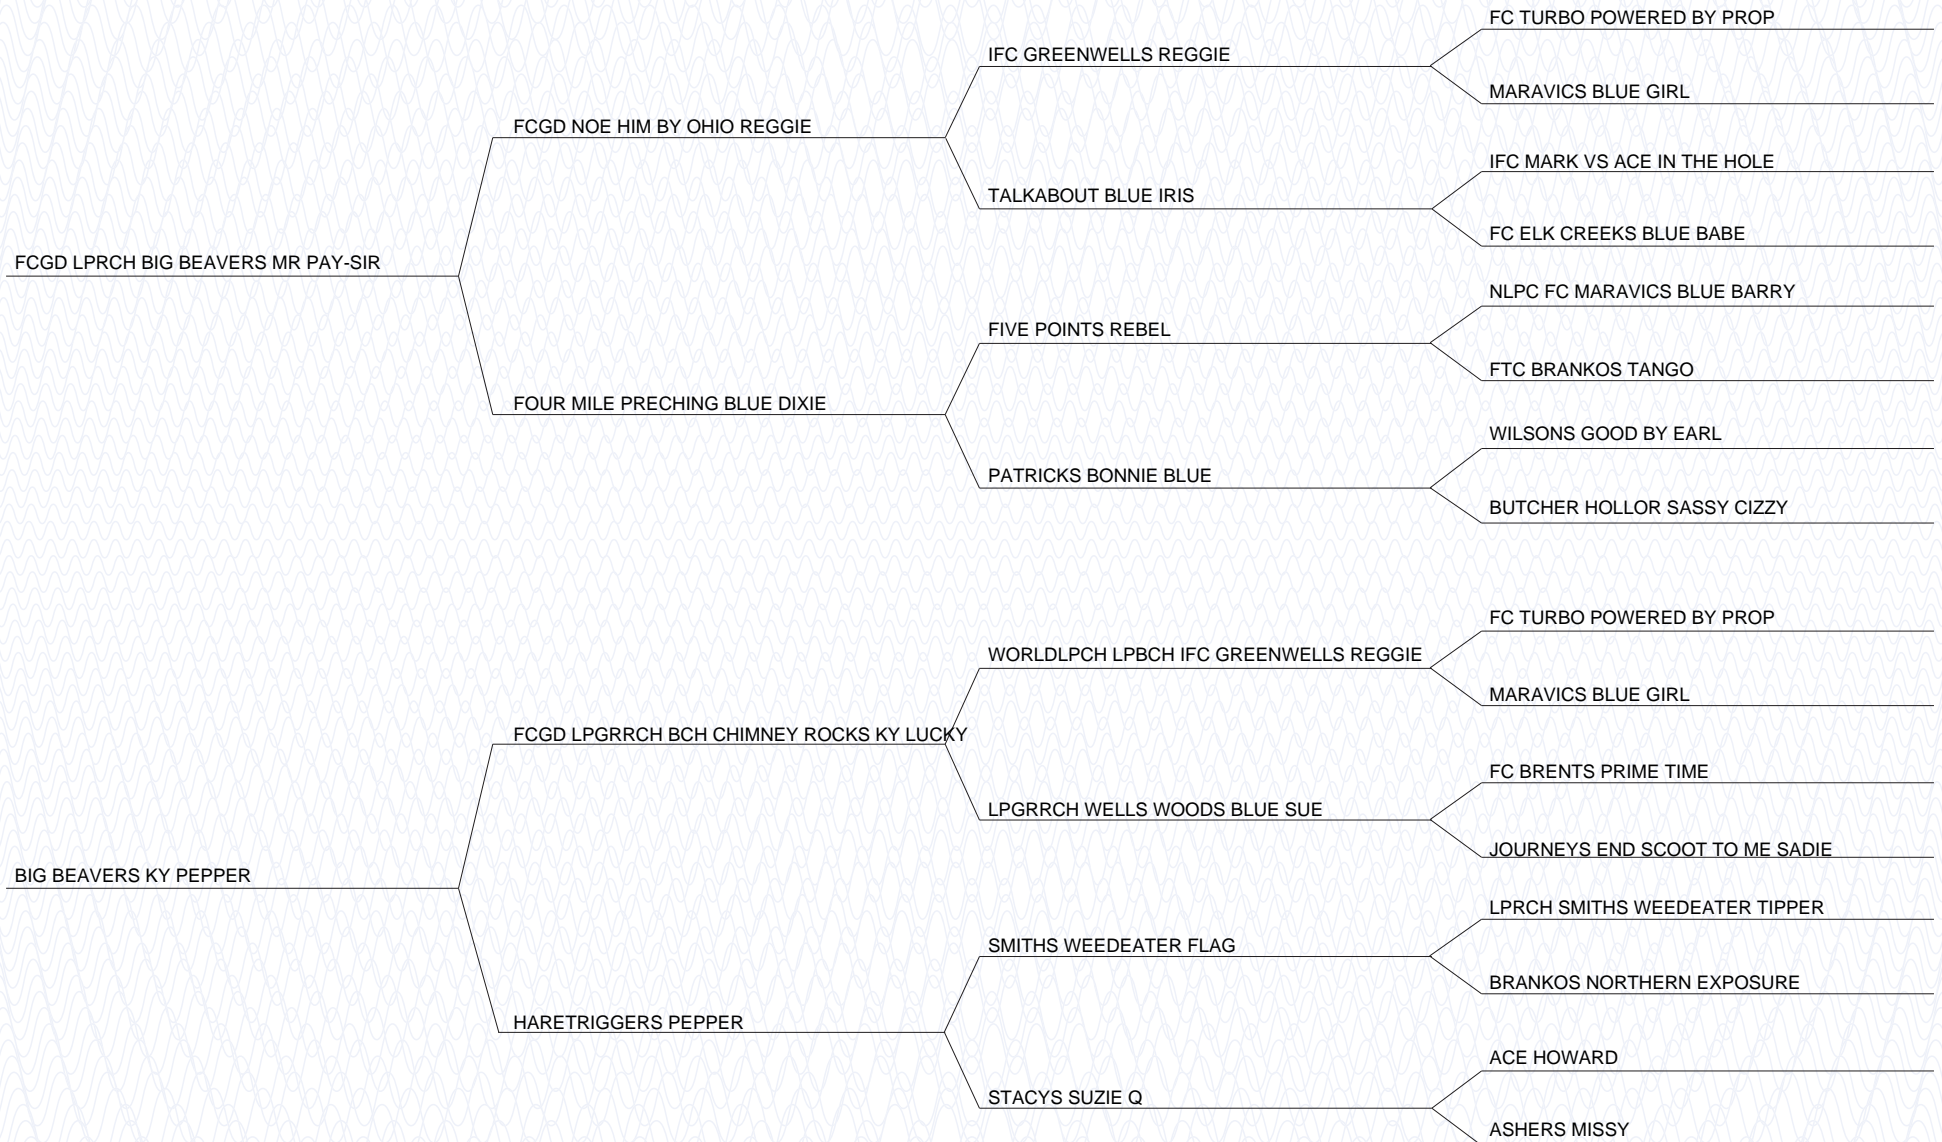 FC TURBO POWERED BY PROP
IFC GREENWELLS REGGIE
MARAVICS BLUE GIRL
FCGD NOE HIM BY OHIO REGGIE
IFC MARK VS ACE IN THE HOLE
TALKABOUT BLUE IRIS
FC ELK CREEKS BLUE BABE
FCGD LPRCH BIG BEAVERS MR PAY-SIR
NLPC FC MARAVICS BLUE BARRY
FIVE POINTS REBEL
FTC BRANKOS TANGO
FOUR MILE PRECHING BLUE DIXIE
WILSONS GOOD BY EARL
PATRICKS BONNIE BLUE
BUTCHER HOLLOR SASSY CIZZY
FC TURBO POWERED BY PROP
WORLDLPCH LPBCH IFC GREENWELLS REGGIE
MARAVICS BLUE GIRL
FCGD LPGRRCH BCH CHIMNEY ROCKS KY LUCKY
FC BRENTS PRIME TIME
LPGRRCH WELLS WOODS BLUE SUE
JOURNEYS END SCOOT TO ME SADIE
BIG BEAVERS KY PEPPER
LPRCH SMITHS WEEDEATER TIPPER
SMITHS WEEDEATER FLAG
BRANKOS NORTHERN EXPOSURE
HARETRIGGERS PEPPER
ACE HOWARD
STACYS SUZIE Q
ASHERS MISSY